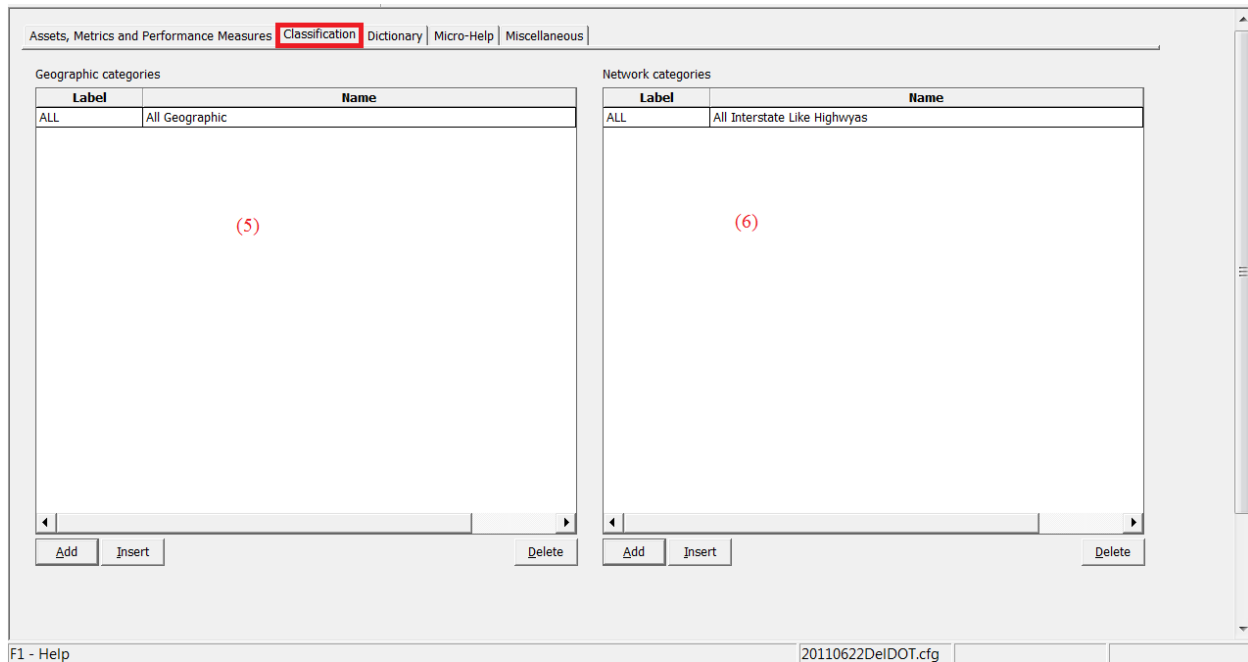 Assets, Metrics and Performance Measures Classification Dictionary Micro-Help Miscellaneous
Geographic categories
Label Name
ALL All Geographic
(5)
Add Insert Delete
Network categories
Label Name
ALL All Interstate Like Highwyas
(6)
Add Insert Delete
F1 - Help 20110622DelDOT.cfg